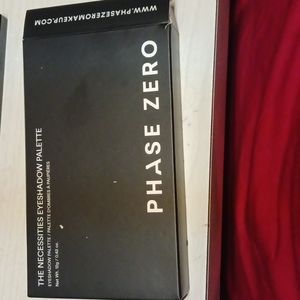 WWW.PHASEZEROMAKEUP.COM
PHASE ZERO
THE NECESSITIES EYESHADOW PALETTE
EYESHADOW PALETTE / PALETTE D'OMBRES À PAUPIÈRES
Net Wt. 12g / 0.42 oz.